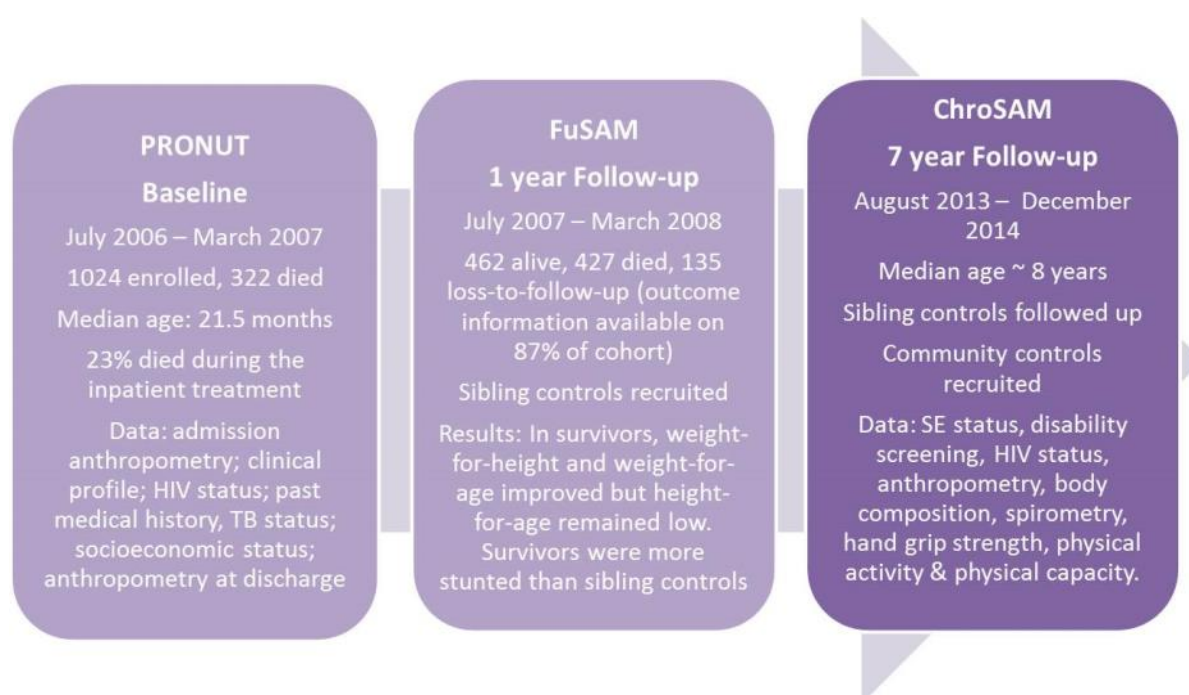 PRONUT
Baseline
July 2006 – March 2007
1024 enrolled, 322 died
Median age: 21.5 months
23% died during the
inpatient treatment
Data: admission
anthropometry; clinical
profile; HIV status; past
medical history, TB status;
socioeconomic status;
anthropometry at discharge
FuSAM
1 year Follow-up
July 2007 – March 2008
462 alive, 427 died, 135
loss-to-follow-up (outcome
information available on
87% of cohort)
Sibling controls recruited
Results: In survivors, weight-
for-height and weight-for-
age improved but height-
for-age remained low.
Survivors were more
stunted than sibling controls
ChroSAM
7 year Follow-up
August 2013 – December
2014
Median age ~ 8 years
Sibling controls followed up
Community controls
recruited
Data: SE status, disability
screening, HIV status,
anthropometry, body
composition, spirometry,
hand grip strength, physical
activity & physical capacity.